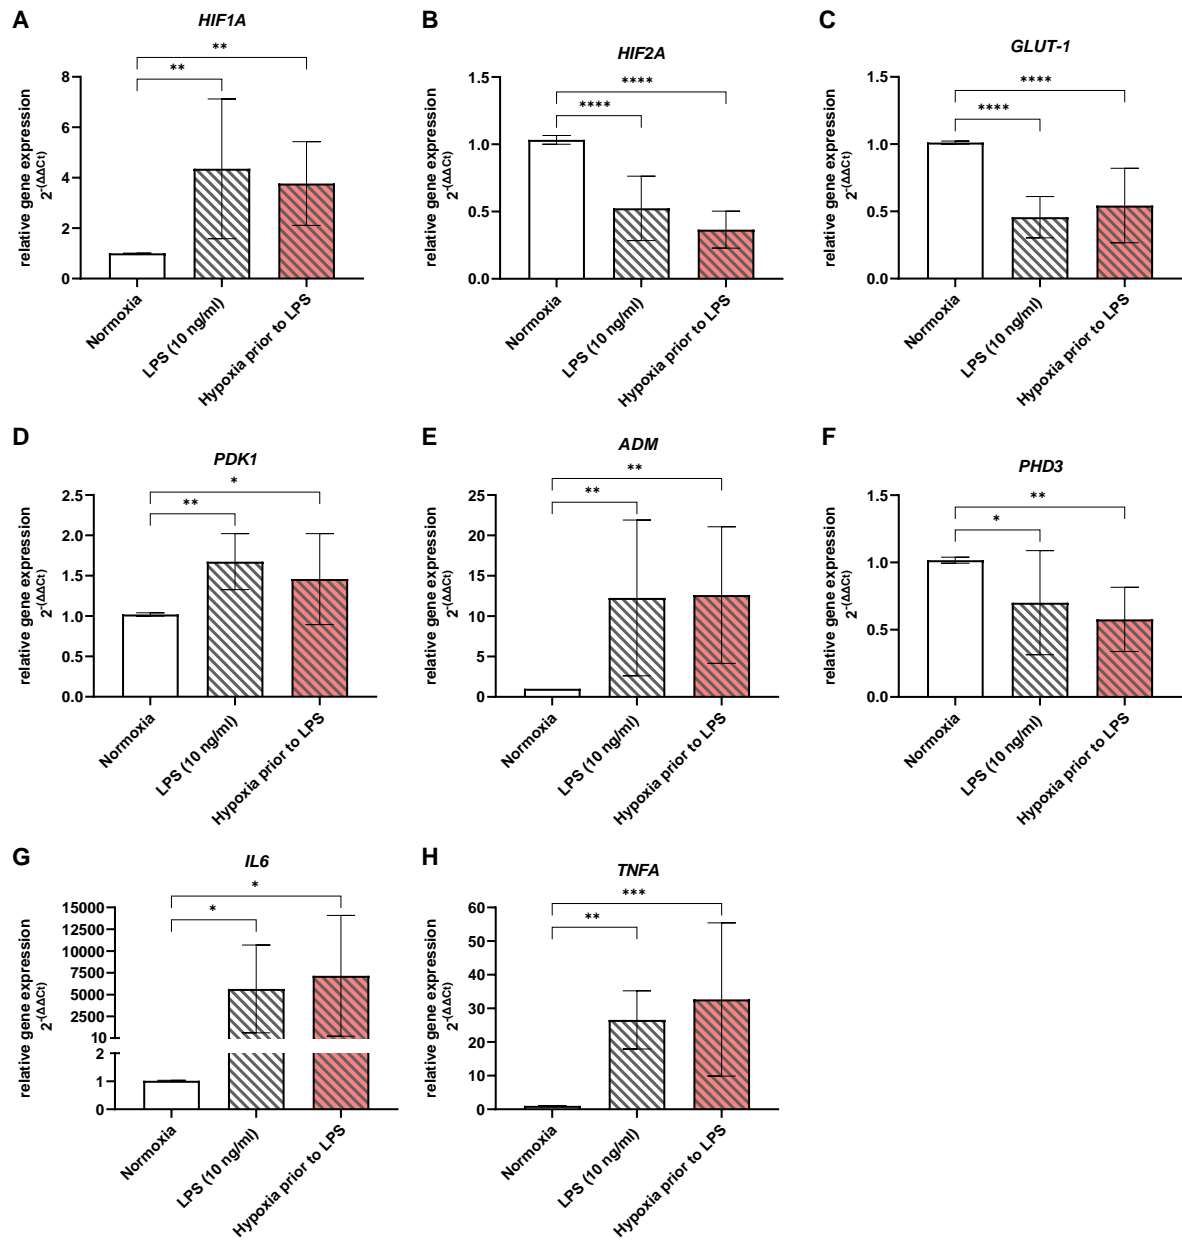 A
HIF1A
**
**
relative gene expression
2-(ΔΔCt)
8
6
4
2
0
Normoxia
LPS (10 ng/ml)
Hypoxia prior to LPS
B
HIF2A
****
****
relative gene expression
2-(ΔΔCt)
1.5
1.0
0.5
0.0
Normoxia
LPS (10 ng/ml)
Hypoxia prior to LPS
C
GLUT-1
****
****
relative gene expression
2-(ΔΔCt)
1.5
1.0
0.5
0.0
Normoxia
LPS (10 ng/ml)
Hypoxia prior to LPS
D
PDK1
*
**
relative gene expression
2-(ΔΔCt)
2.5
2.0
1.5
1.0
0.5
0.0
Normoxia
LPS (10 ng/ml)
Hypoxia prior to LPS
E
ADM
**
**
relative gene expression
2-(ΔΔCt)
25
20
15
10
5
0
Normoxia
LPS (10 ng/ml)
Hypoxia prior to LPS
F
PHD3
**
*
relative gene expression
2-(ΔΔCt)
1.5
1.0
0.5
0.0
Normoxia
LPS (10 ng/ml)
Hypoxia prior to LPS
G
IL6
*
*
relative gene expression
2-(ΔΔCt)
15000
12500
10000
7500
5000
2500
10
2
1
0
Normoxia
LPS (10 ng/ml)
Hypoxia prior to LPS
H
TNFA
***
**
relative gene expression
2-(ΔΔCt)
60
50
40
30
20
10
0
Normoxia
LPS (10 ng/ml)
Hypoxia prior to LPS